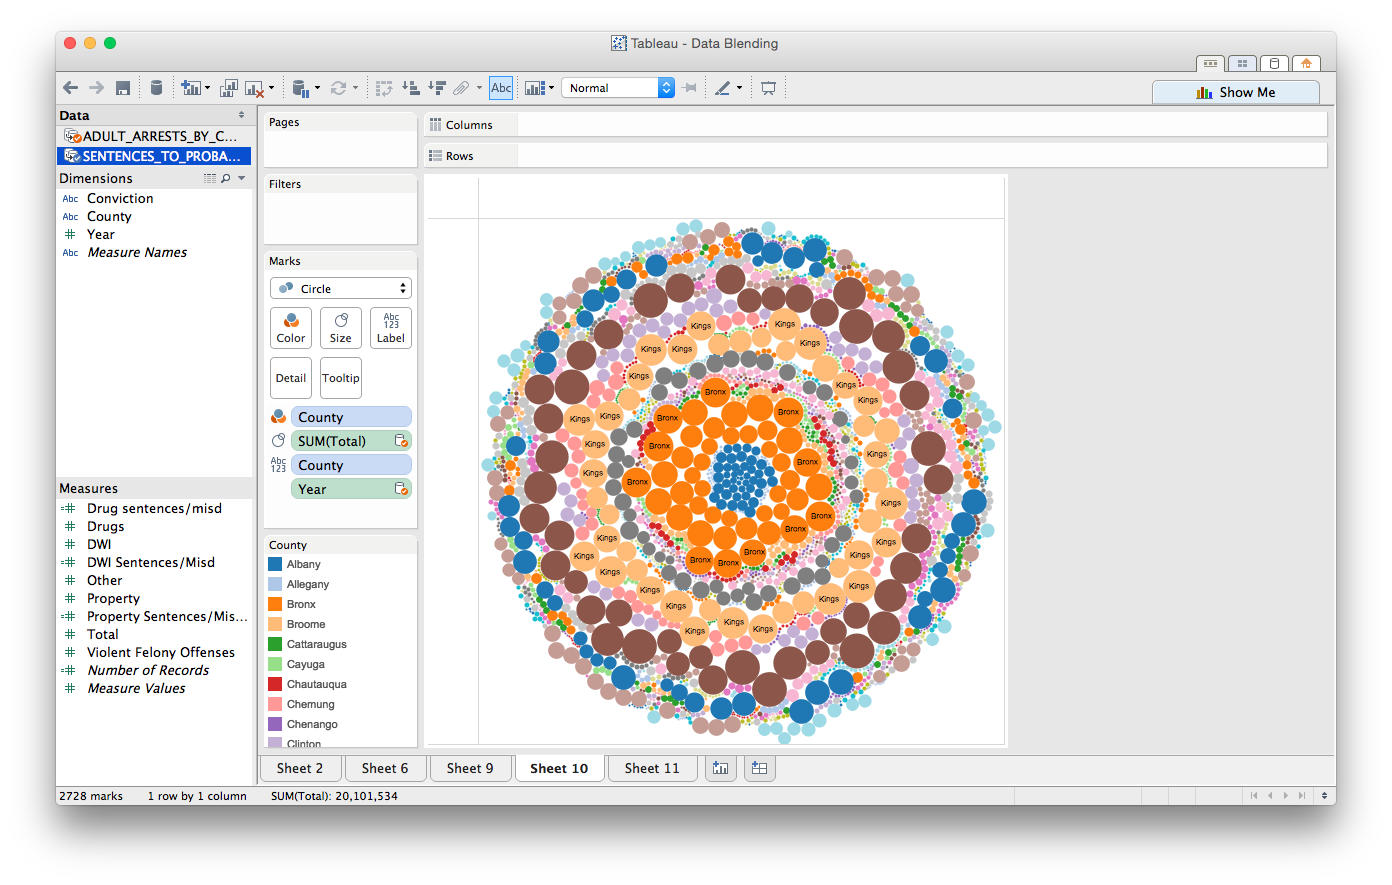 Tableau - Data Blending
Abc
Normal
Show Me
Data
ADULT_ARRESTS_BY_C...
SENTENCES_TO_PROBA...
Dimensions
Abc Conviction
Abc County
# Year
Abc Measure Names
Measures
=# Drug sentences/misd
# Drugs
# DWI
=# DWI Sentences/Misd
# Other
# Property
=# Property Sentences/Mis...
# Total
# Violent Felony Offenses
=# Number of Records
# Measure Values
Pages
Filters
Marks
Circle
Color
Size
Abc
123
Label
Detail
Tooltip
County
SUM(Total)
Abc
123
County
Year
County
Albany
Allegany
Bronx
Broome
Cattaraugus
Cayuga
Chautauqua
Chemung
Chenango
Clinton
Columns
Rows
Kings
Kings
Kings
Kings
Kings
Kings
Kings
Kings
Bronx
Bronx
Bronx
Kings
Kings
Kings
Bronx
Kings
Bronx
Kings
Bronx
Kings
Bronx
Bronx
Kings
Kings
Bronx
Bronx
Bronx
Kings
Kings
Kings
Kings
Kings
Kings
Kings
Kings
Kings
Sheet 2
Sheet 6
Sheet 9
Sheet 10
Sheet 11
2728 marks
1 row by 1 column
SUM(Total): 20,101,534